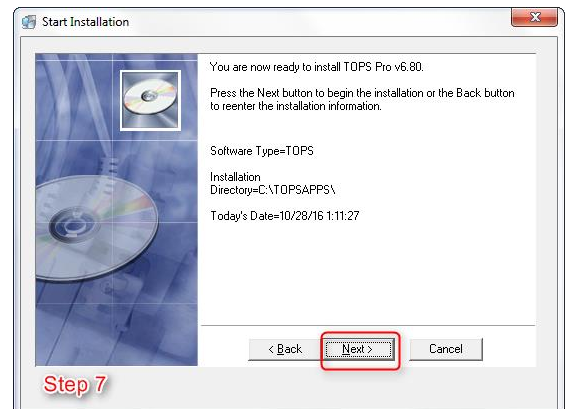 Start Installation
You are now ready to install TOPS Pro v6.80.
Press the Next button to begin the installation or the Back button
to reenter the installation information.
Software Type=TOPS
Installation
Directory=C:\TOPSAPPS\
Today's Date=10/28/16 1:11:27
< Back
Next >
Cancel
Step 7